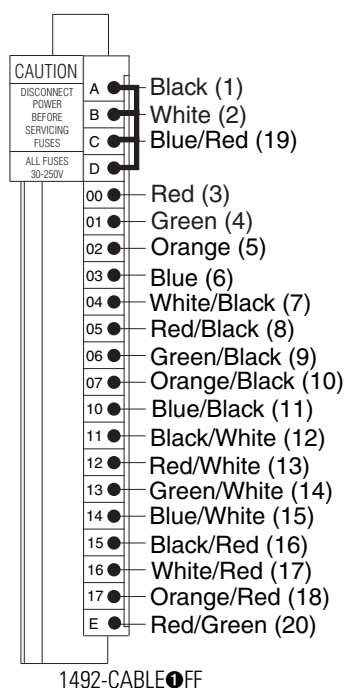 CAUTION
DISCONNECT
POWER
BEFORE
SERVICING
FUSES
ALL FUSES
30-250V
A Black (1)
B White (2)
C Blue/Red (19)
D
00 Red (3)
01 Green (4)
02 Orange (5)
03 Blue (6)
04 White/Black (7)
05 Red/Black (8)
06 Green/Black (9)
07 Orange/Black (10)
10 Blue/Black (11)
11 Black/White (12)
12 Red/White (13)
13 Green/White (14)
14 Blue/White (15)
15 Black/Red (16)
16 White/Red (17)
17 Orange/Red (18)
E Red/Green (20)
1492-CABLE❶FF